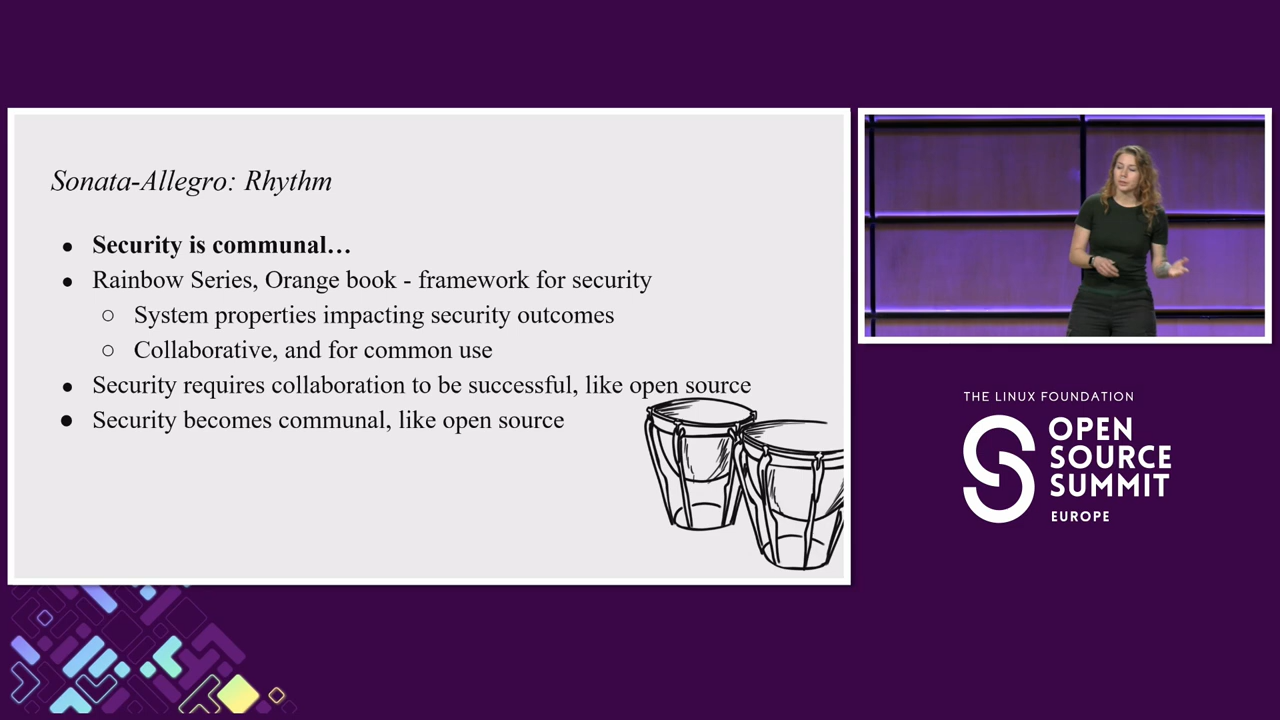 Sonata-Allegro: Rhythm
● Security is communal…
● Rainbow Series, Orange book - framework for security
○ System properties impacting security outcomes
○ Collaborative, and for common use
● Security requires collaboration to be successful, like open source
● Security becomes communal, like open source
THE LINUX FOUNDATION
OPEN
SOURCE
SUMMIT
EUROPE